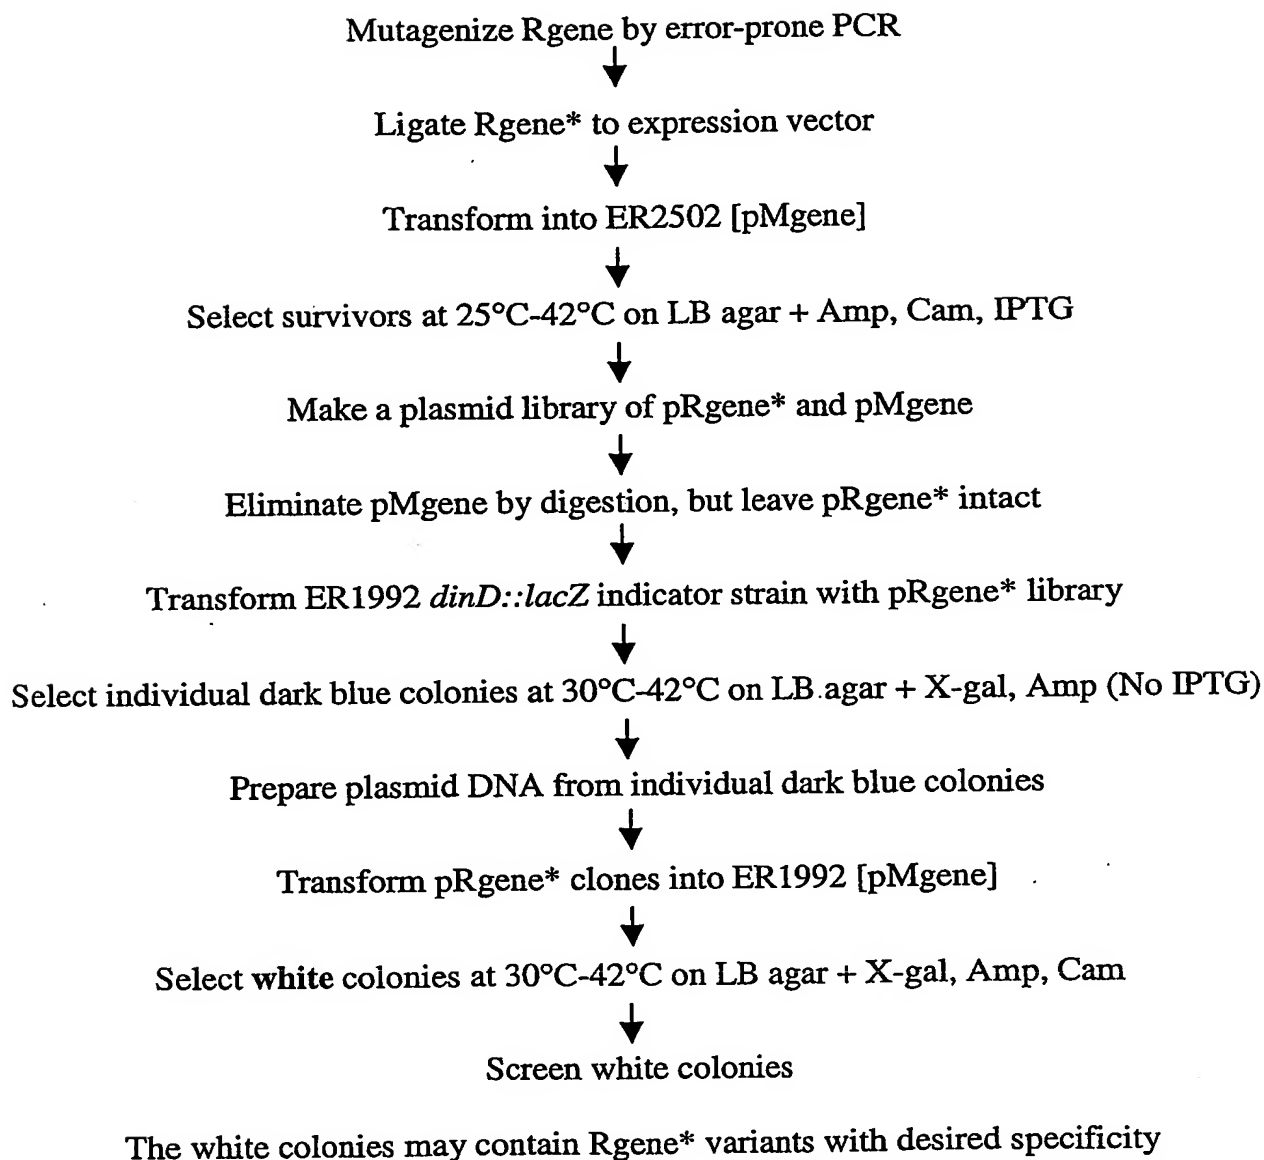 Mutagenize Rgene by error-prone PCR
Ligate Rgene* to expression vector
Transform into ER2502 [pMgene]
Select survivors at 25°C-42°C on LB agar + Amp, Cam, IPTG
Make a plasmid library of pRgene* and pMgene
Eliminate pMgene by digestion, but leave pRgene* intact
Transform ER1992 dinD::lacZ indicator strain with pRgene* library
Select individual dark blue colonies at 30°C-42°C on LB agar + X-gal, Amp (No IPTG)
Prepare plasmid DNA from individual dark blue colonies
Transform pRgene* clones into ER1992 [pMgene]
Select white colonies at 30°C-42°C on LB agar + X-gal, Amp, Cam
Screen white colonies
The white colonies may contain Rgene* variants with desired specificity